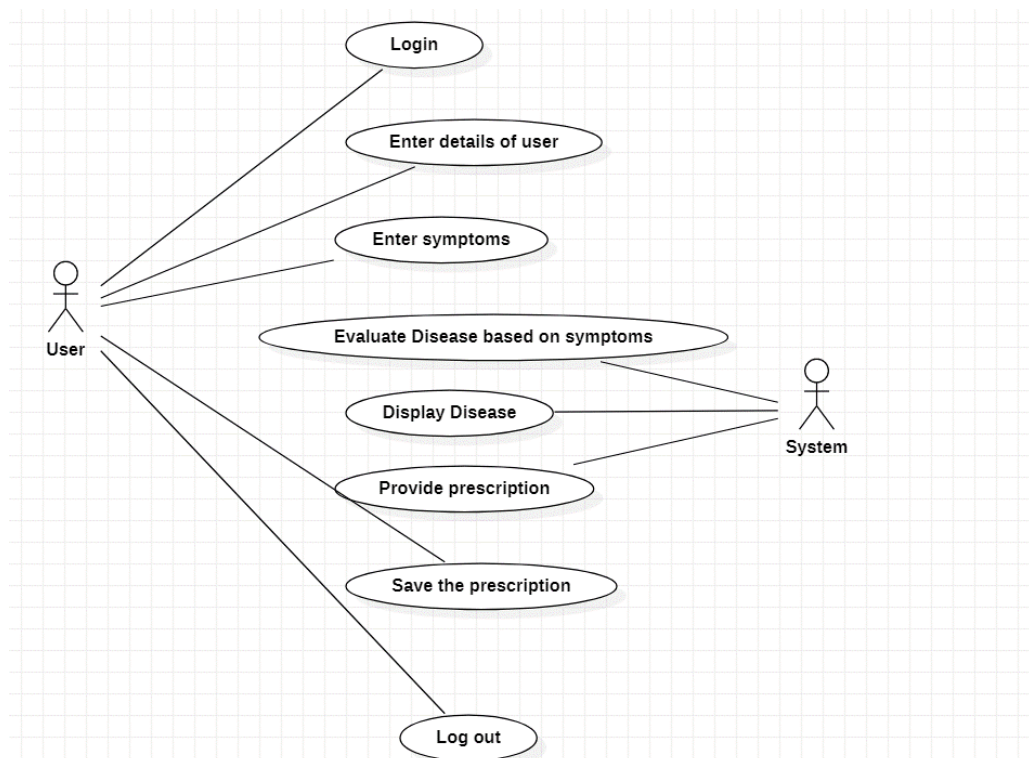 Login
Enter details of user
Enter symptoms
User
Evaluate Disease based on symptoms
Display Disease
System
Provide prescription
Save the prescription
Log out